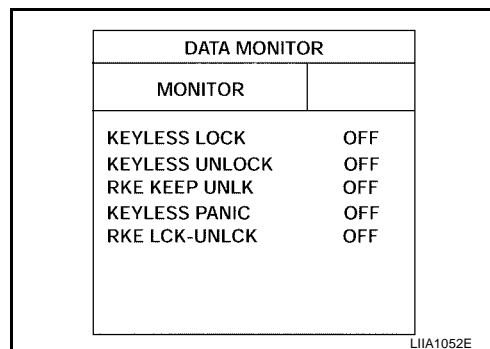 DATA MONITOR
MONITOR
KEYLESS LOCK OFF
KEYLESS UNLOCK OFF
RKE KEEP UNLK OFF
KEYLESS PANIC OFF
RKE LCK-UNLCK OFF
LIIA1052E